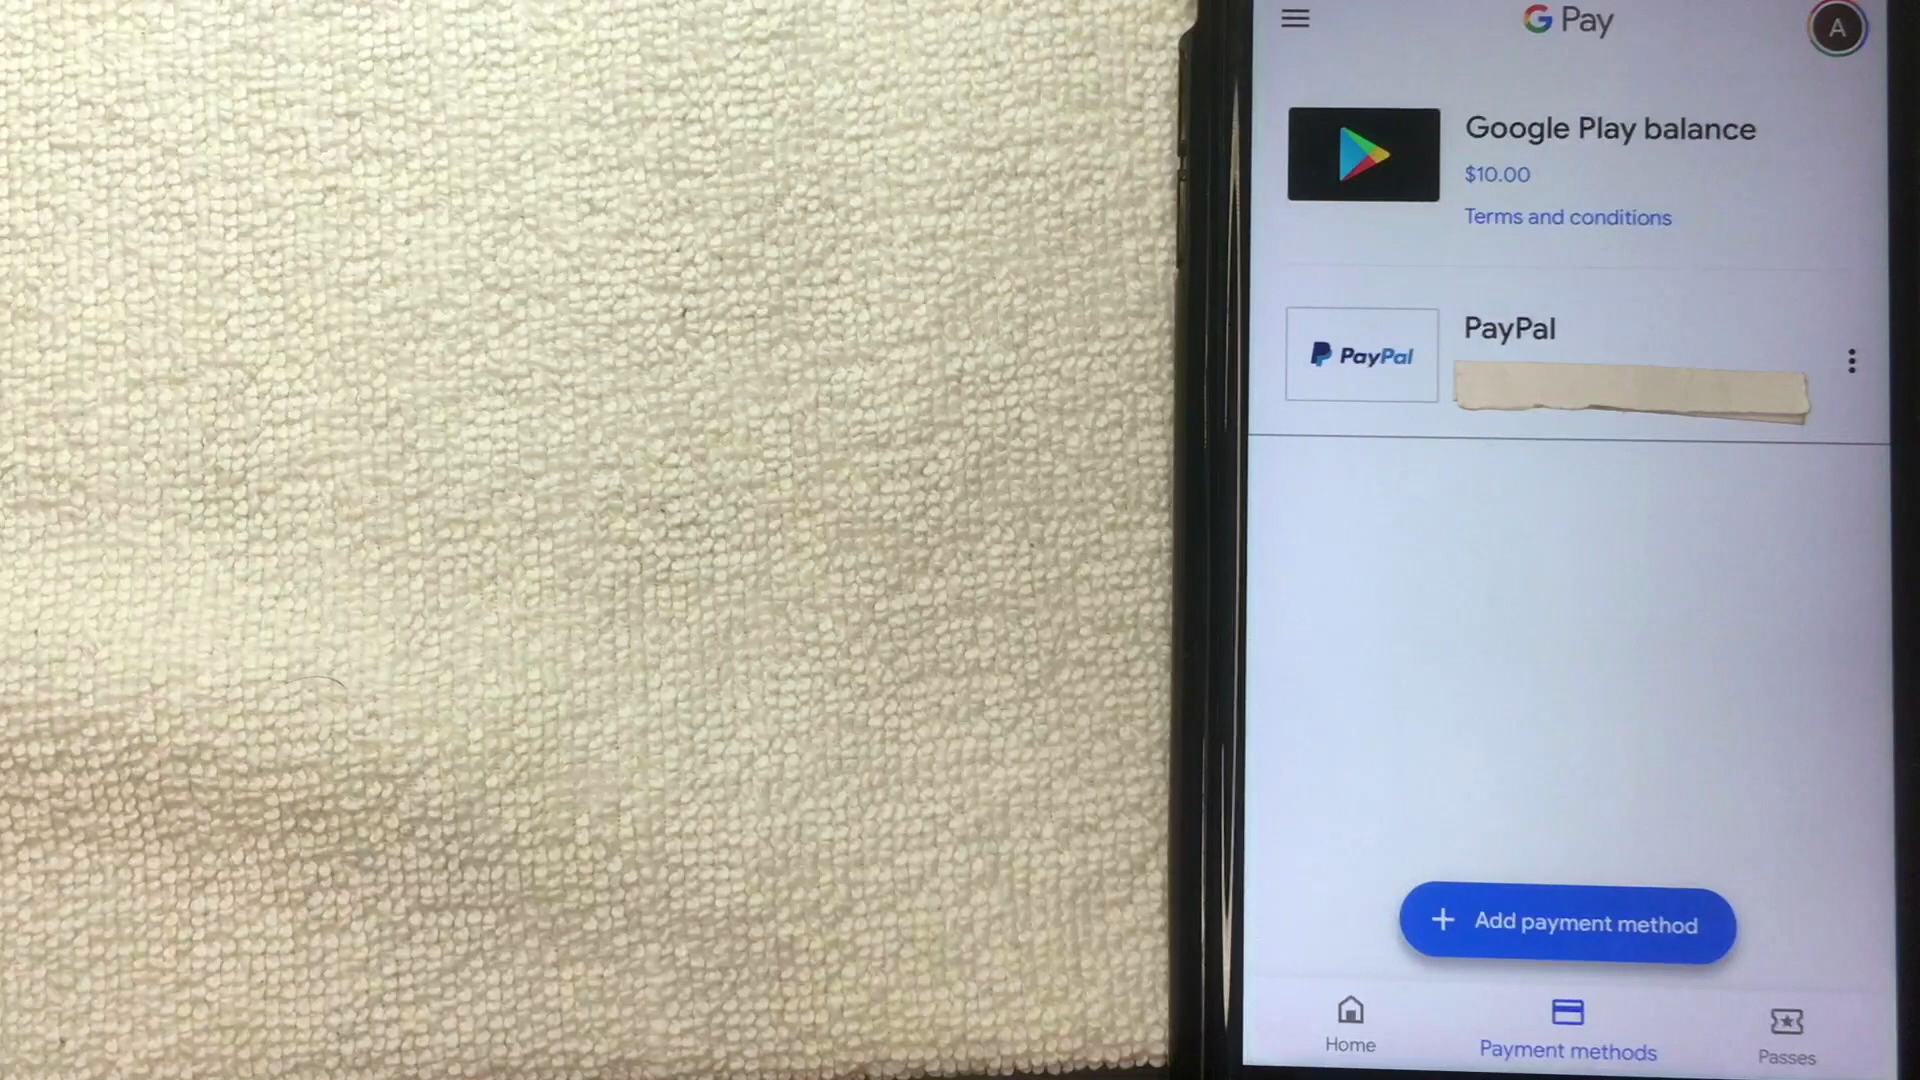 G Pay
A
Google Play balance
$10.00
Terms and conditions
PayPal
PayPal
+ Add payment method
Home
Payment methods
Passes